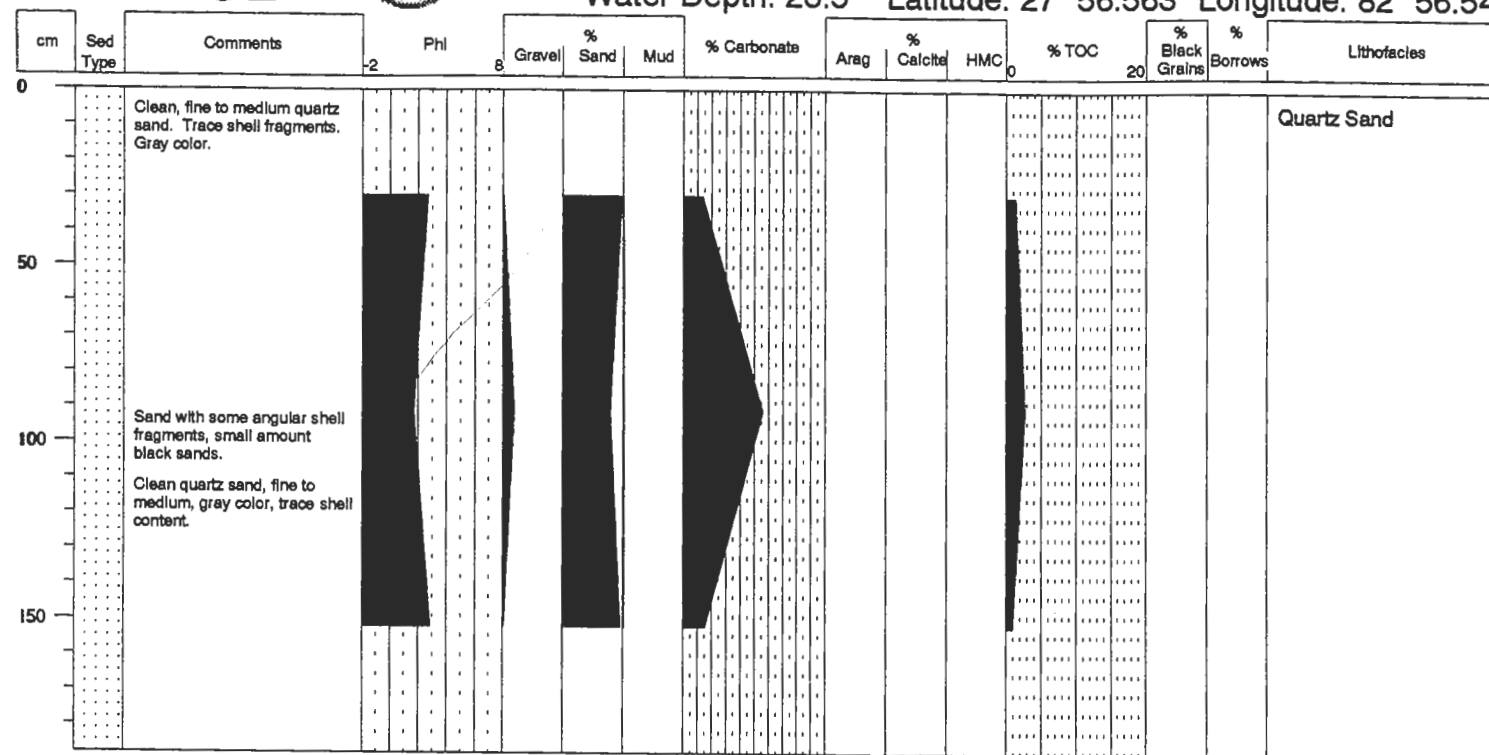 Water Depth: 28.5 Latitude: 27° 56.563 Longitude: 82° 56.54
cm
Sed
Type
Comments
Phi
-2 8
%
Gravel Sand Mud
% Carbonate
%
Arag Calcite HMC
% TOC
0 20
%
Black
Grains
%
Borrows
Lithofacies
0
Clean, fine to medium quartz
sand. Trace shell fragments.
Gray color.
Quartz Sand
50
Sand with some angular shell
fragments, small amount
black sands.
100
Clean quartz sand, fine to
medium, gray color, trace shell
content.
150